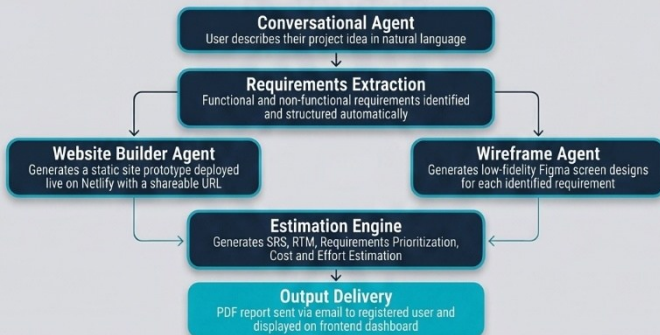 Conversational Agent
User describes their project idea in natural language
Requirements Extraction
Functional and non-functional requirements identified
and structured automatically
Website Builder Agent
Generates a static site prototype deployed
live on Netlify with a shareable URL
Wireframe Agent
Generates low-fidelity Figma screen designs
for each identified requirement
Estimation Engine
Generates SRS, RTM, Requirements Prioritization,
Cost and Effort Estimation
Output Delivery
PDF report sent via email to registered user and
displayed on frontend dashboard